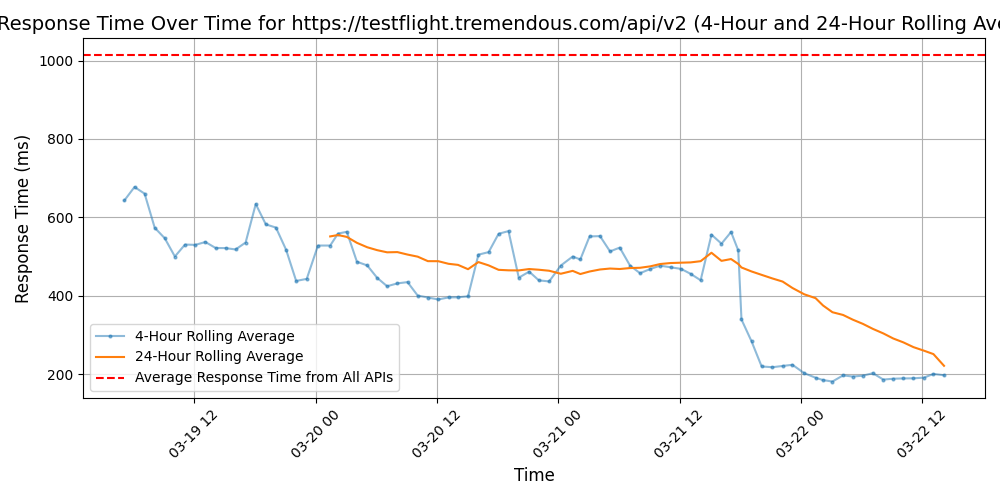 Response Time Over Time for https://testflight.tremendous.com/api/v2 (4-Hour and 24-Hour Rolling Ave
Response Time (ms)
1000
800
600
400
200
4-Hour Rolling Average
24-Hour Rolling Average
Average Response Time from All APIs
03-19 12
03-20 00
03-20 12
03-21 00
03-21 12
03-22 00
03-22 12
Time